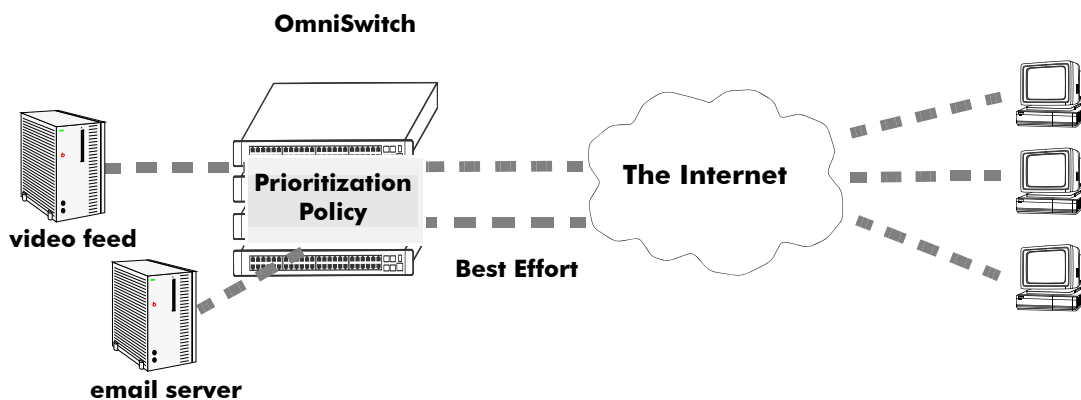 OmniSwitch
Prioritization
Policy
The Internet
video feed
Best Effort
email server